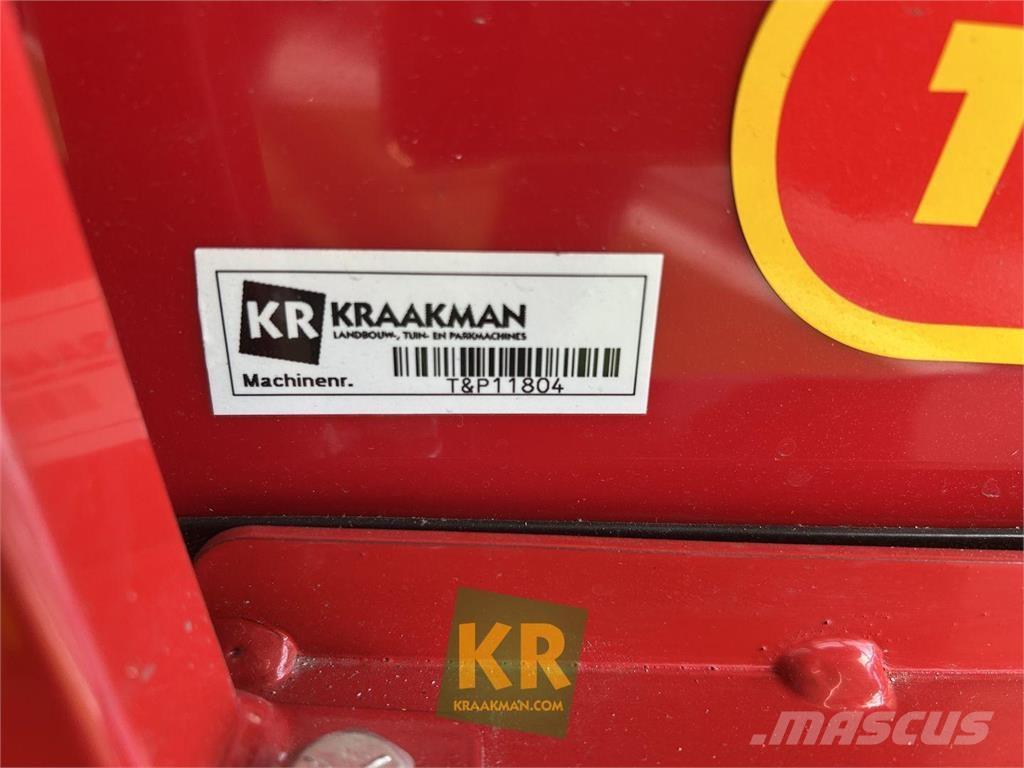 KR KRAAKMAN
LANDBOUW-, TUIN- EN PARKMACHINES
Machinenr.
T&P11804
KR
KRAAKMAN.COM
MASCUS